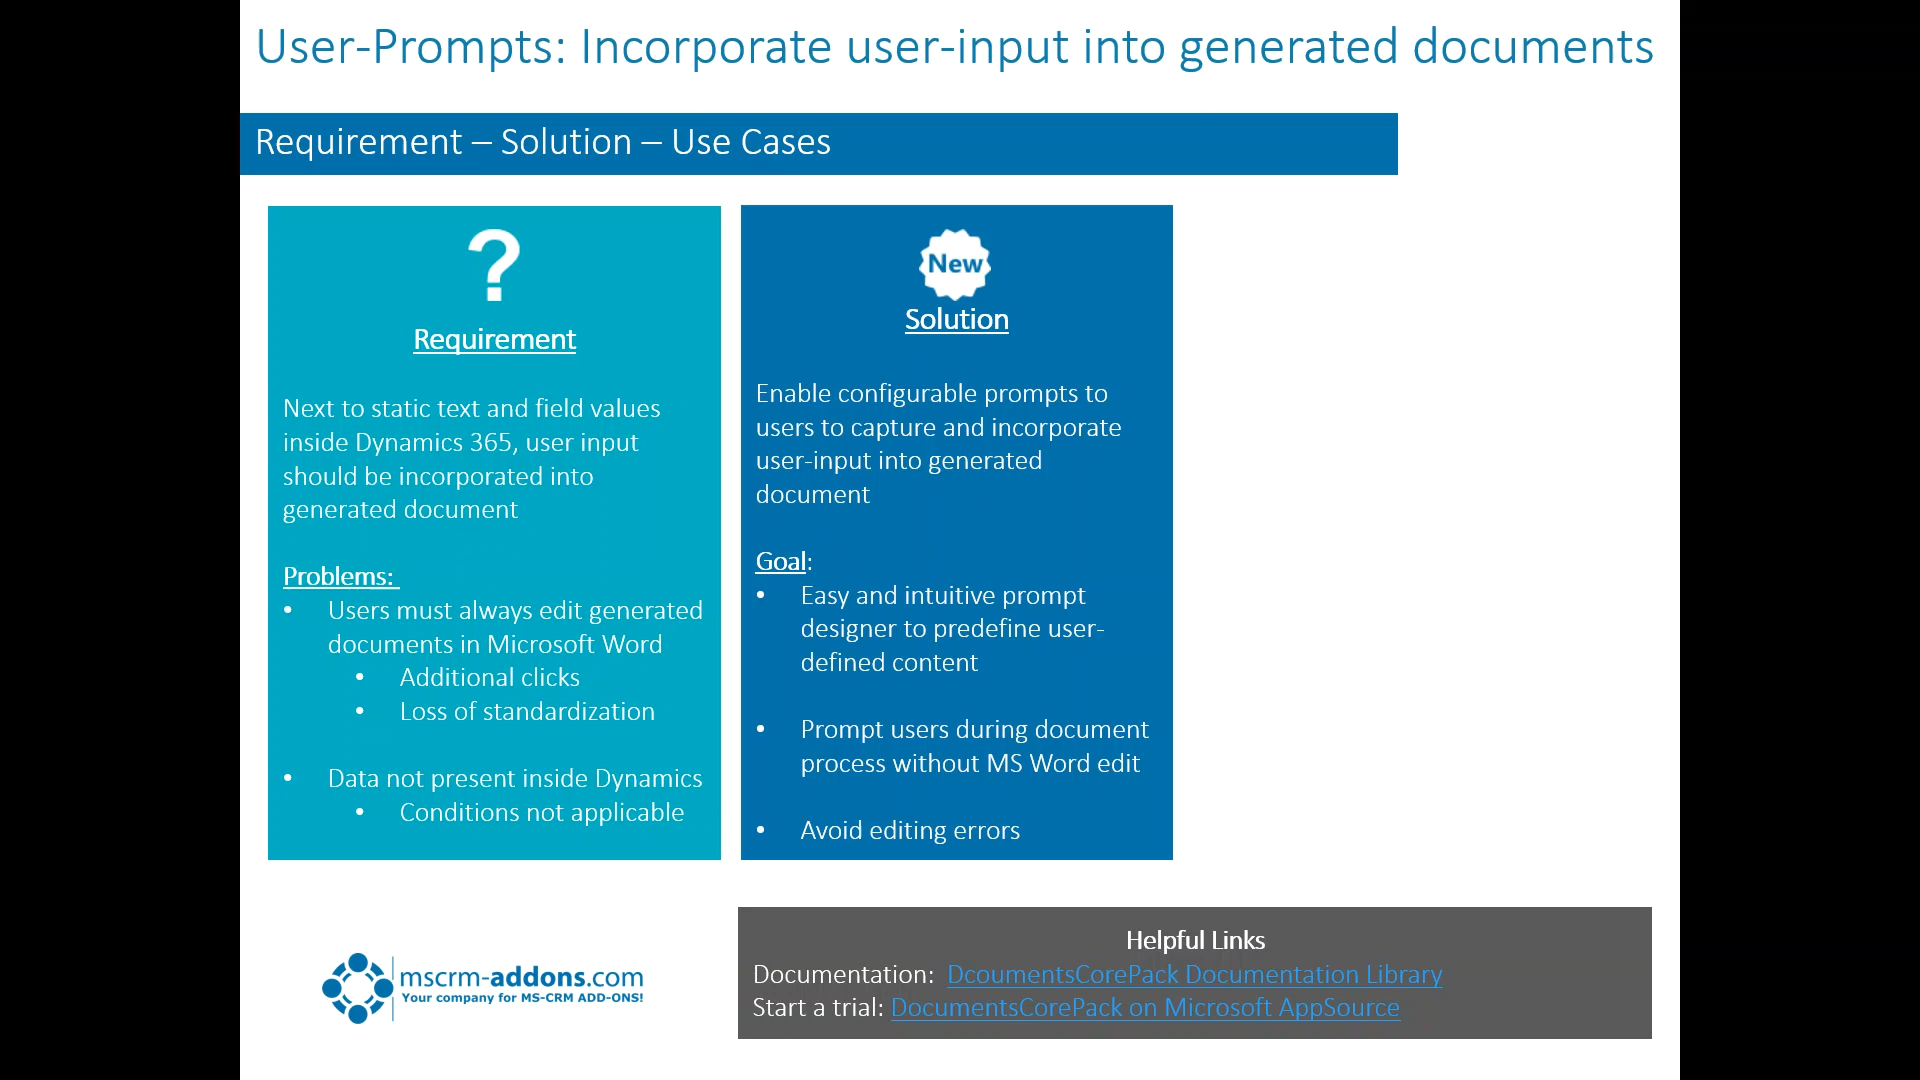 User-Prompts: Incorporate user-input into generated documents
Requirement – Solution – Use Cases
?
Requirement
Next to static text and field values
inside Dynamics 365, user input
should be incorporated into
generated document
Problems:
• Users must always edit generated
documents in Microsoft Word
• Additional clicks
• Loss of standardization
• Data not present inside Dynamics
• Conditions not applicable
New
Solution
Enable configurable prompts to
users to capture and incorporate
user-input into generated
document
Goal:
• Easy and intuitive prompt
designer to predefine user-
defined content
• Prompt users during document
process without MS Word edit
• Avoid editing errors
mscrm-addons.com
Your company for MS-CRM ADD-ONS!
Helpful Links
Documentation: DcoumentsCorePack Documentation Library
Start a trial: DocumentsCorePack on Microsoft AppSource